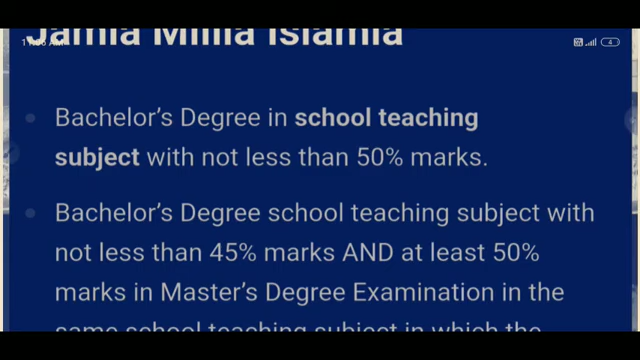 Jamia Millia Islamia
Bachelor's Degree in school teaching
subject with not less than 50% marks.
Bachelor's Degree school teaching subject with
not less than 45% marks AND at least 50%
marks in Master's Degree Examination in the
same school teaching subject in which the